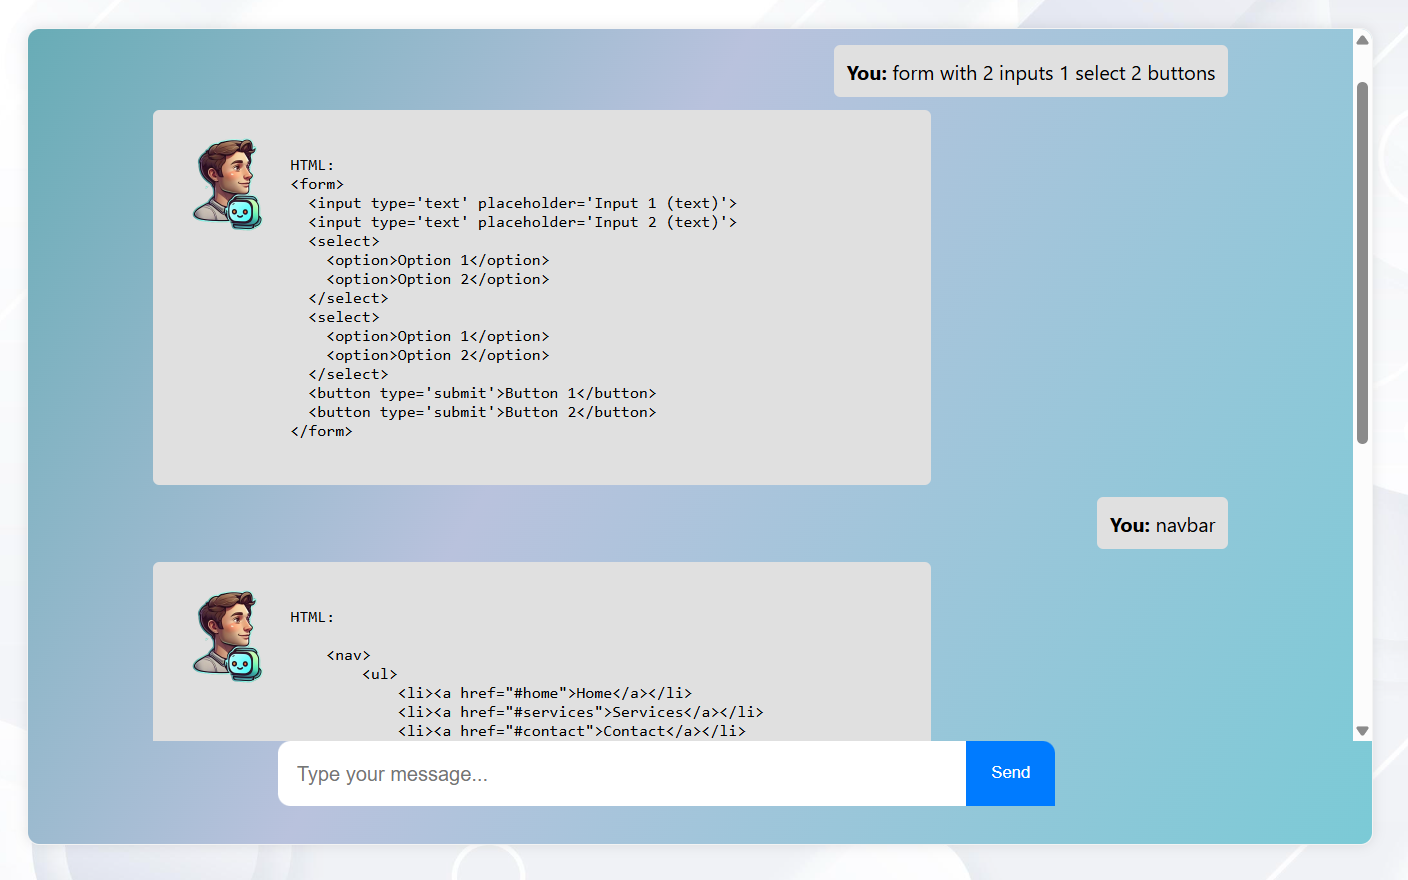 You: form with 2 inputs 1 select 2 buttons
HTML:
<form>
  <input type='text' placeholder='Input 1 (text)'>
  <input type='text' placeholder='Input 2 (text)'>
  <select>
    <option>Option 1</option>
    <option>Option 2</option>
  </select>
  <select>
    <option>Option 1</option>
    <option>Option 2</option>
  </select>
  <button type='submit'>Button 1</button>
  <button type='submit'>Button 2</button>
</form>
You: navbar
HTML:
    <nav>
        <ul>
            <li><a href="#home">Home</a></li>
            <li><a href="#services">Services</a></li>
            <li><a href="#contact">Contact</a></li>
Type your message...
Send